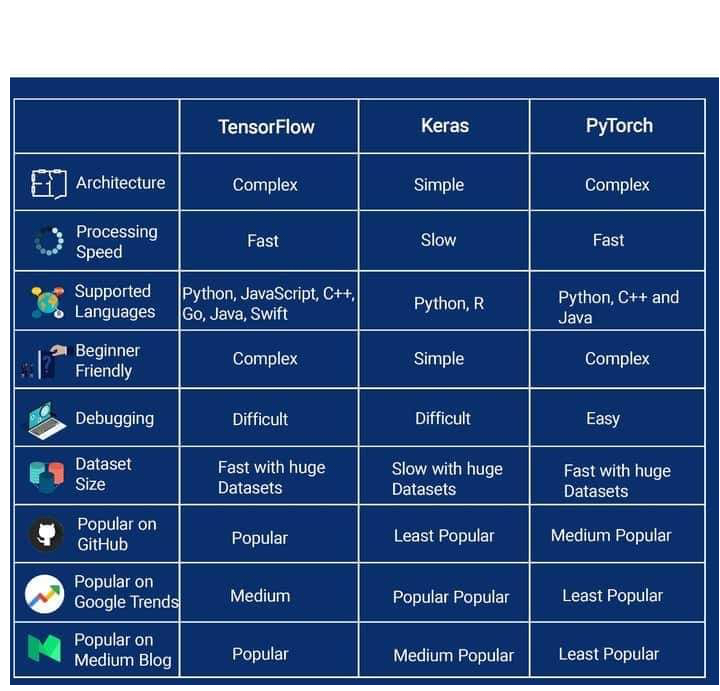 TensorFlow Keras PyTorch
Architecture Complex Simple Complex
Processing
Speed Fast Slow Fast
Supported
Languages Python, JavaScript, C++,
Go, Java, Swift Python, R Python, C++ and
Java
Beginner
Friendly Complex Simple Complex
Debugging Difficult Difficult Easy
Dataset
Size Fast with huge
Datasets Slow with huge
Datasets Fast with huge
Datasets
Popular on
GitHub Popular Least Popular Medium Popular
Popular on
Google Trends Medium Popular Popular Least Popular
Popular on
Medium Blog Popular Medium Popular Least Popular